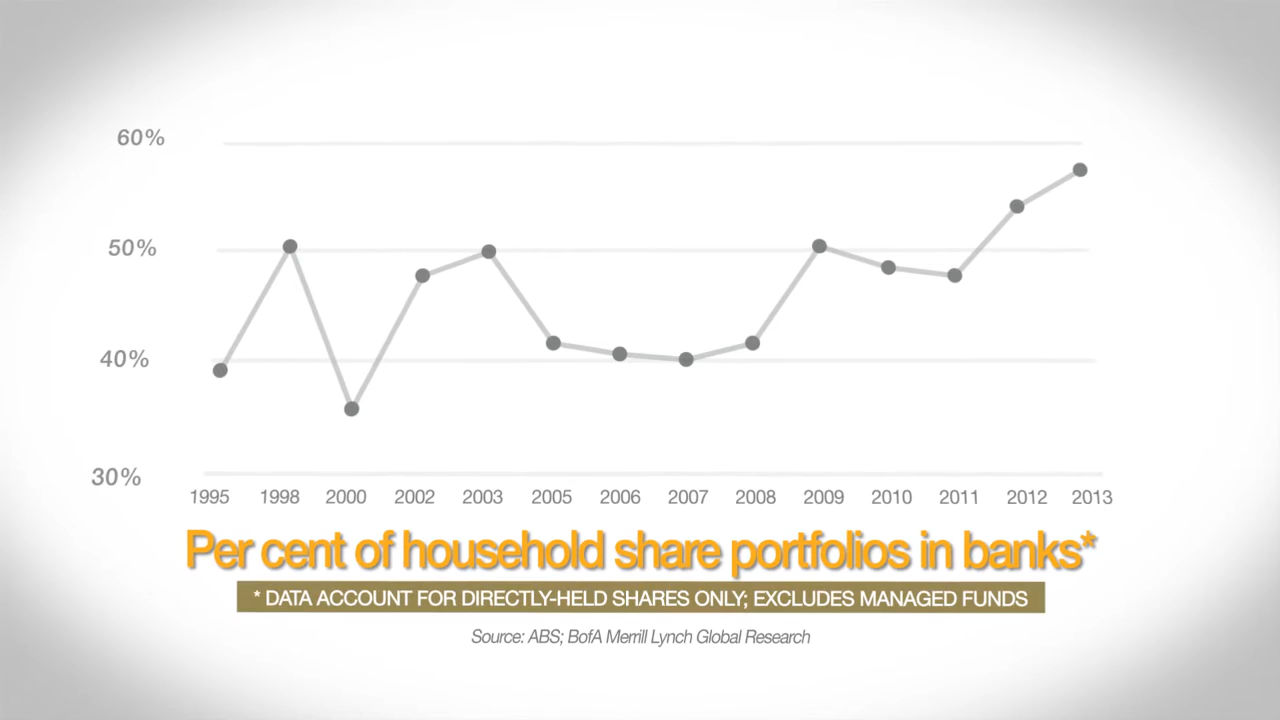 60%
50%
40%
30%
1995 1998 2000 2002 2003 2005 2006 2007 2008 2009 2010 2011 2012 2013
Per cent of household share portfolios in banks*
* DATA ACCOUNT FOR DIRECTLY-HELD SHARES ONLY; EXCLUDES MANAGED FUNDS
Source: ABS; BofA Merrill Lynch Global Research